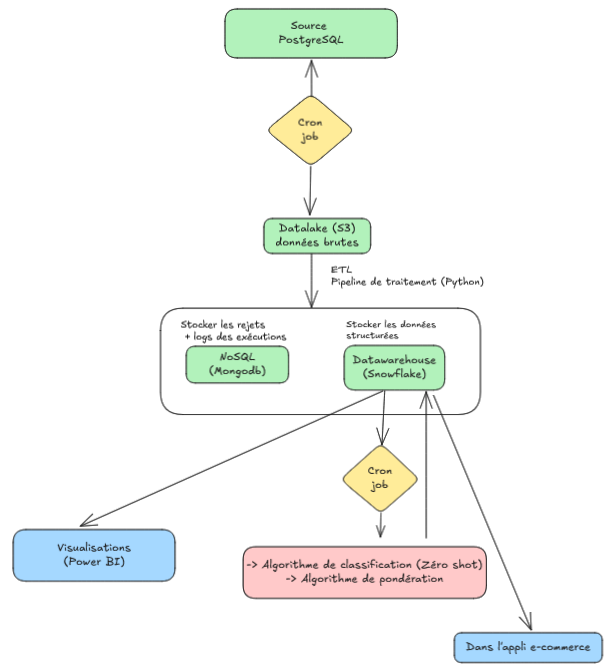 Source
PostgreSQL
Cron
job
Datalake (S3)
données brutes
ETL
Pipeline de traitement (Python)
Stocker les rejets
+ logs des exécutions
NoSQL
(Mongodb)
Stocker les données
structurées
Datawarehouse
(Snowflake)
Cron
job
Visualisations
(Power BI)
-> Algorithme de classification (Zéro shot)
-> Algorithme de pondération
Dans l'appli e-commerce